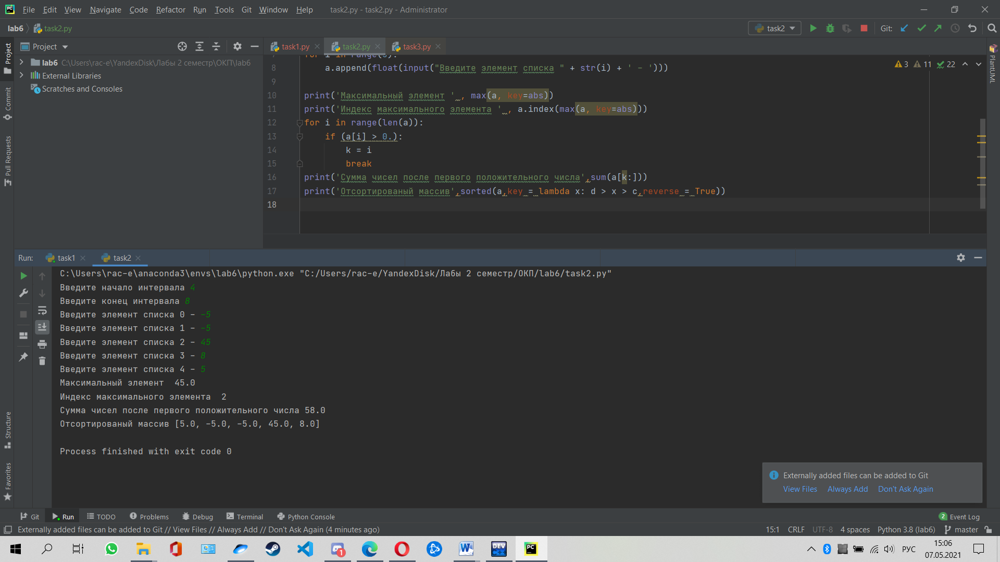 File Edit View Navigate Code Refactor Run Tools Git Window Help task2.py - task2.py - Administrator
lab6 task2.py task2 Git:
Project task1.py task2.py task3.py
Project
lab6 C:\Users\rac-e\YandexDisk\Лабы 2 семестр\ОКП\lab6
External Libraries
Scratches and Consoles
Commit
Pull Requests
Structure
Favorites
PlantUML
3 11 22
7 for i in range(5):
8 a.append(float(input("Введите элемент списка " + str(i) + ' - ')))
9
10 print('Максимальный элемент ' , max(a, key=abs))
11 print('Индекс максимального элемента ' , a.index(max(a, key=abs)))
12 for i in range(len(a)):
13 if (a[i] > 0.):
14 k = i
15 break
16 print('Сумма чисел после первого положительного числа',sum(a[k:]))
17 print('Отсортированый массив',sorted(a,key = lambda x: d > x > c,reverse = True))
18
Run: task1 task2
C:\Users\rac-e\anaconda3\envs\lab6\python.exe "C:/Users/rac-e/YandexDisk/Лабы 2 семестр/ОКП/lab6/task2.py"
Введите начало интервала 4
Введите конец интервала 8
Введите элемент списка 0 - -5
Введите элемент списка 1 - -5
Введите элемент списка 2 - 45
Введите элемент списка 3 - 8
Введите элемент списка 4 - 5
Максимальный элемент  45.0
Индекс максимального элемента  2
Сумма чисел после первого положительного числа 58.0
Отсортированый массив [5.0, -5.0, -5.0, 45.0, 8.0]
Process finished with exit code 0
Externally added files can be added to Git
View Files Always Add Don't Ask Again
Git Run TODO Problems Debug Terminal Python Console 2 Event Log
Externally added files can be added to Git // View Files // Always Add // Don't Ask Again (4 minutes ago) 15:1 CRLF UTF-8 4 spaces Python 3.8 (lab6) master
1 DEV C++ PC РУС 15:06
07.05.2021